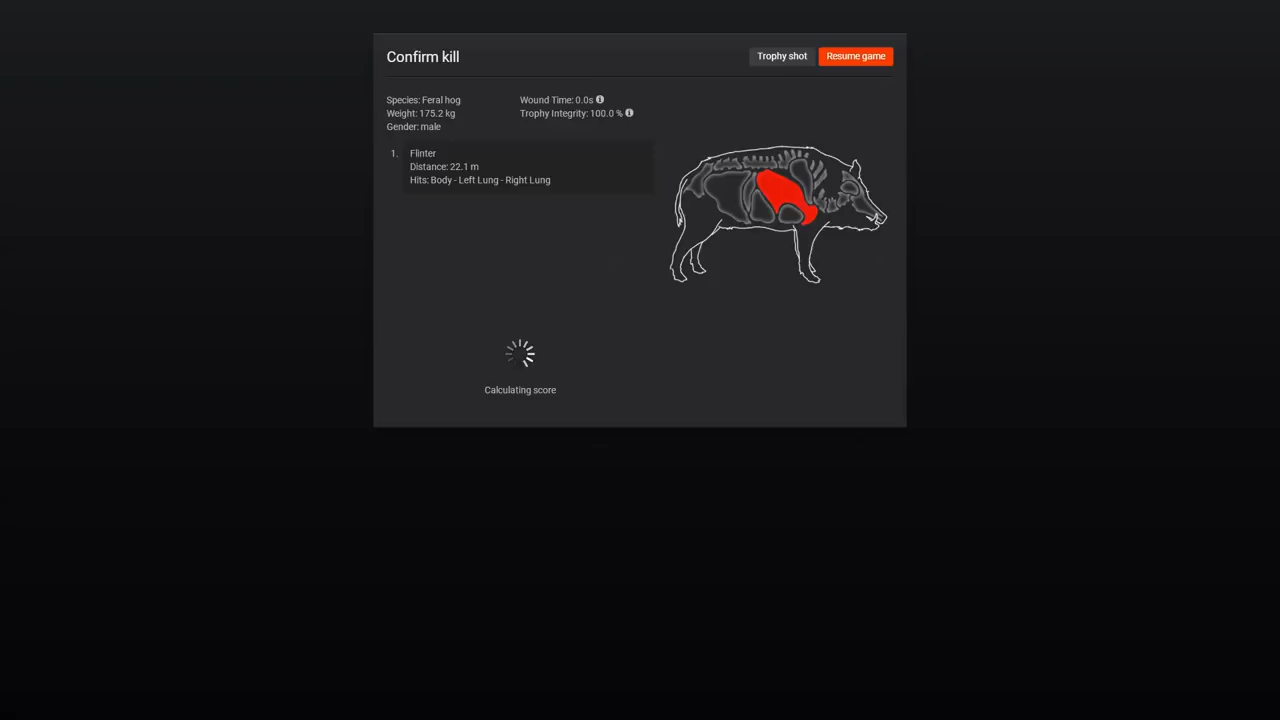 Confirm kill
Trophy shot
Resume game
Species: Feral hog
Weight: 175.2 kg
Gender: male
Wound Time: 0.0s
Trophy Integrity: 100.0 %
1.
Flinter
Distance: 22.1 m
Hits: Body - Left Lung - Right Lung
Calculating score